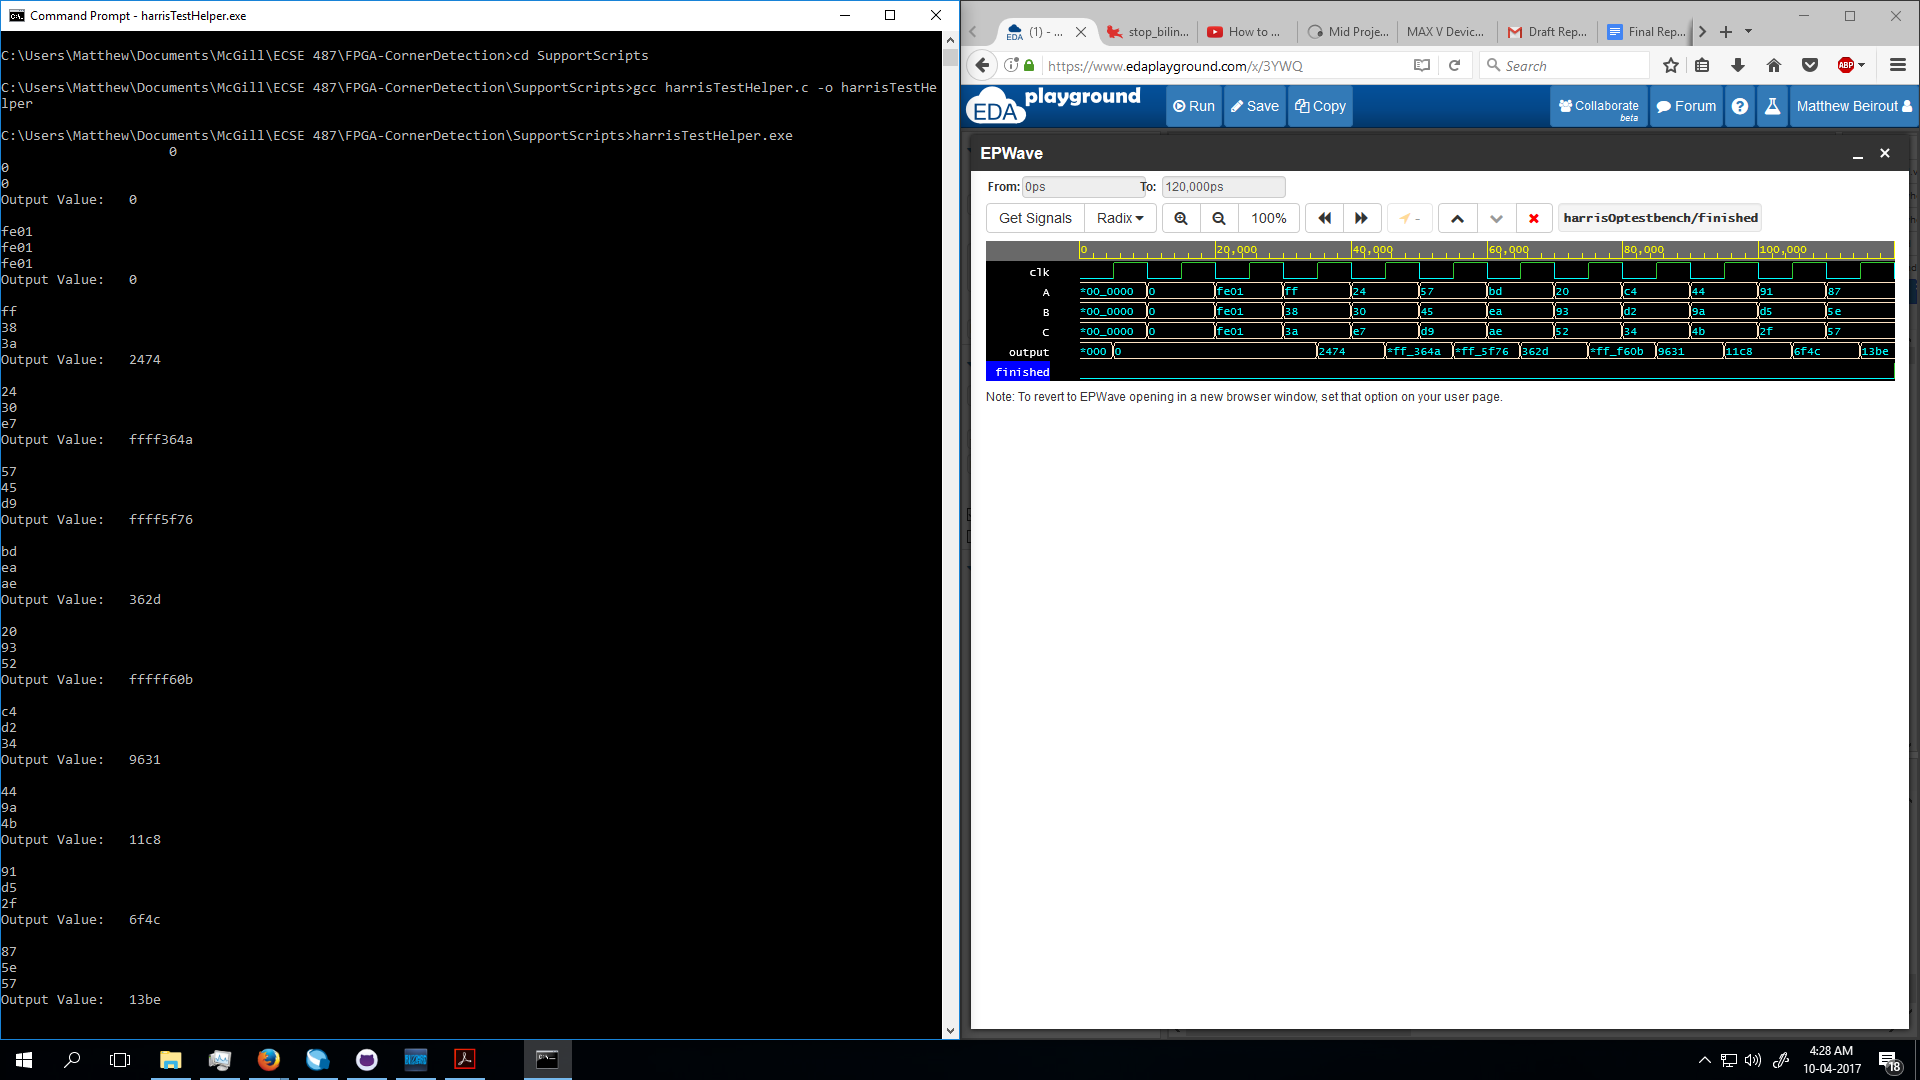 Command Prompt - harrisTestHelper.exe
C:\Users\Matthew\Documents\McGill\ECSE 487\FPGA-CornerDetection>cd SupportScripts
C:\Users\Matthew\Documents\McGill\ECSE 487\FPGA-CornerDetection\SupportScripts>gcc harrisTestHelper.c -o harrisTestHe
lper
C:\Users\Matthew\Documents\McGill\ECSE 487\FPGA-CornerDetection\SupportScripts>harrisTestHelper.exe
0
0
0
Output Value: 0
fe01
fe01
fe01
Output Value: 0
ff
38
3a
Output Value: 2474
24
30
e7
Output Value: ffff364a
57
45
d9
Output Value: ffff5f76
bd
ea
ae
Output Value: 362d
20
93
52
Output Value: fffff60b
c4
d2
34
Output Value: 9631
44
9a
4b
Output Value: 11c8
91
d5
2f
Output Value: 6f4c
87
5e
57
Output Value: 13be
EDA (1) - ... stop_bilin... How to ... Mid Proje... MAX V Devic... Draft Rep... Final Rep...
https://www.edaplayground.com/x/3YWQ Search ABP
EDA playground Run Save Copy Collaborate beta Forum ? Matthew Beirout
EPWave
From: 0ps To: 120,000ps
Get Signals Radix 100% - harrisOptestbench/finished
0 20,000 40,000 60,000 80,000 100,000
clk
A *00_0000 0 fe01 ff 24 57 bd 20 c4 44 91 87
B *00_0000 0 fe01 38 30 45 ea 93 d2 9a d5 5e
C *00_0000 0 fe01 3a e7 d9 ae 52 34 4b 2f 57
output *000 0 2474 *ff_364a *ff_5f76 362d *ff_f60b 9631 11c8 6f4c 13be
finished
Note: To revert to EPWave opening in a new browser window, set that option on your user page.
4:28 AM
10-04-2017
18